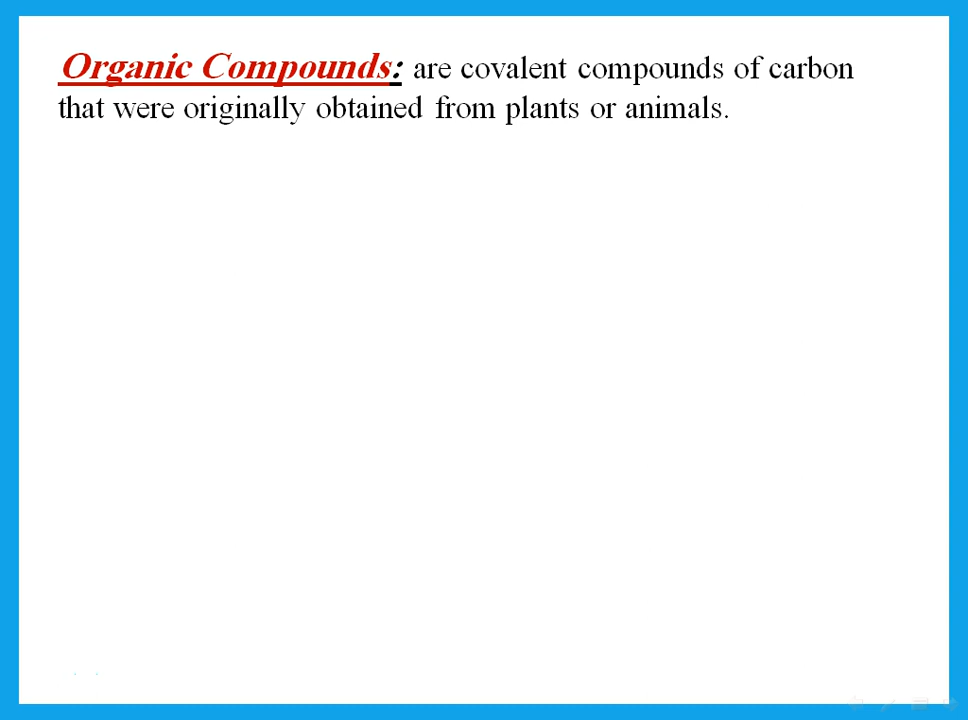 Organic Compounds: are covalent compounds of carbon
that were originally obtained from plants or animals.